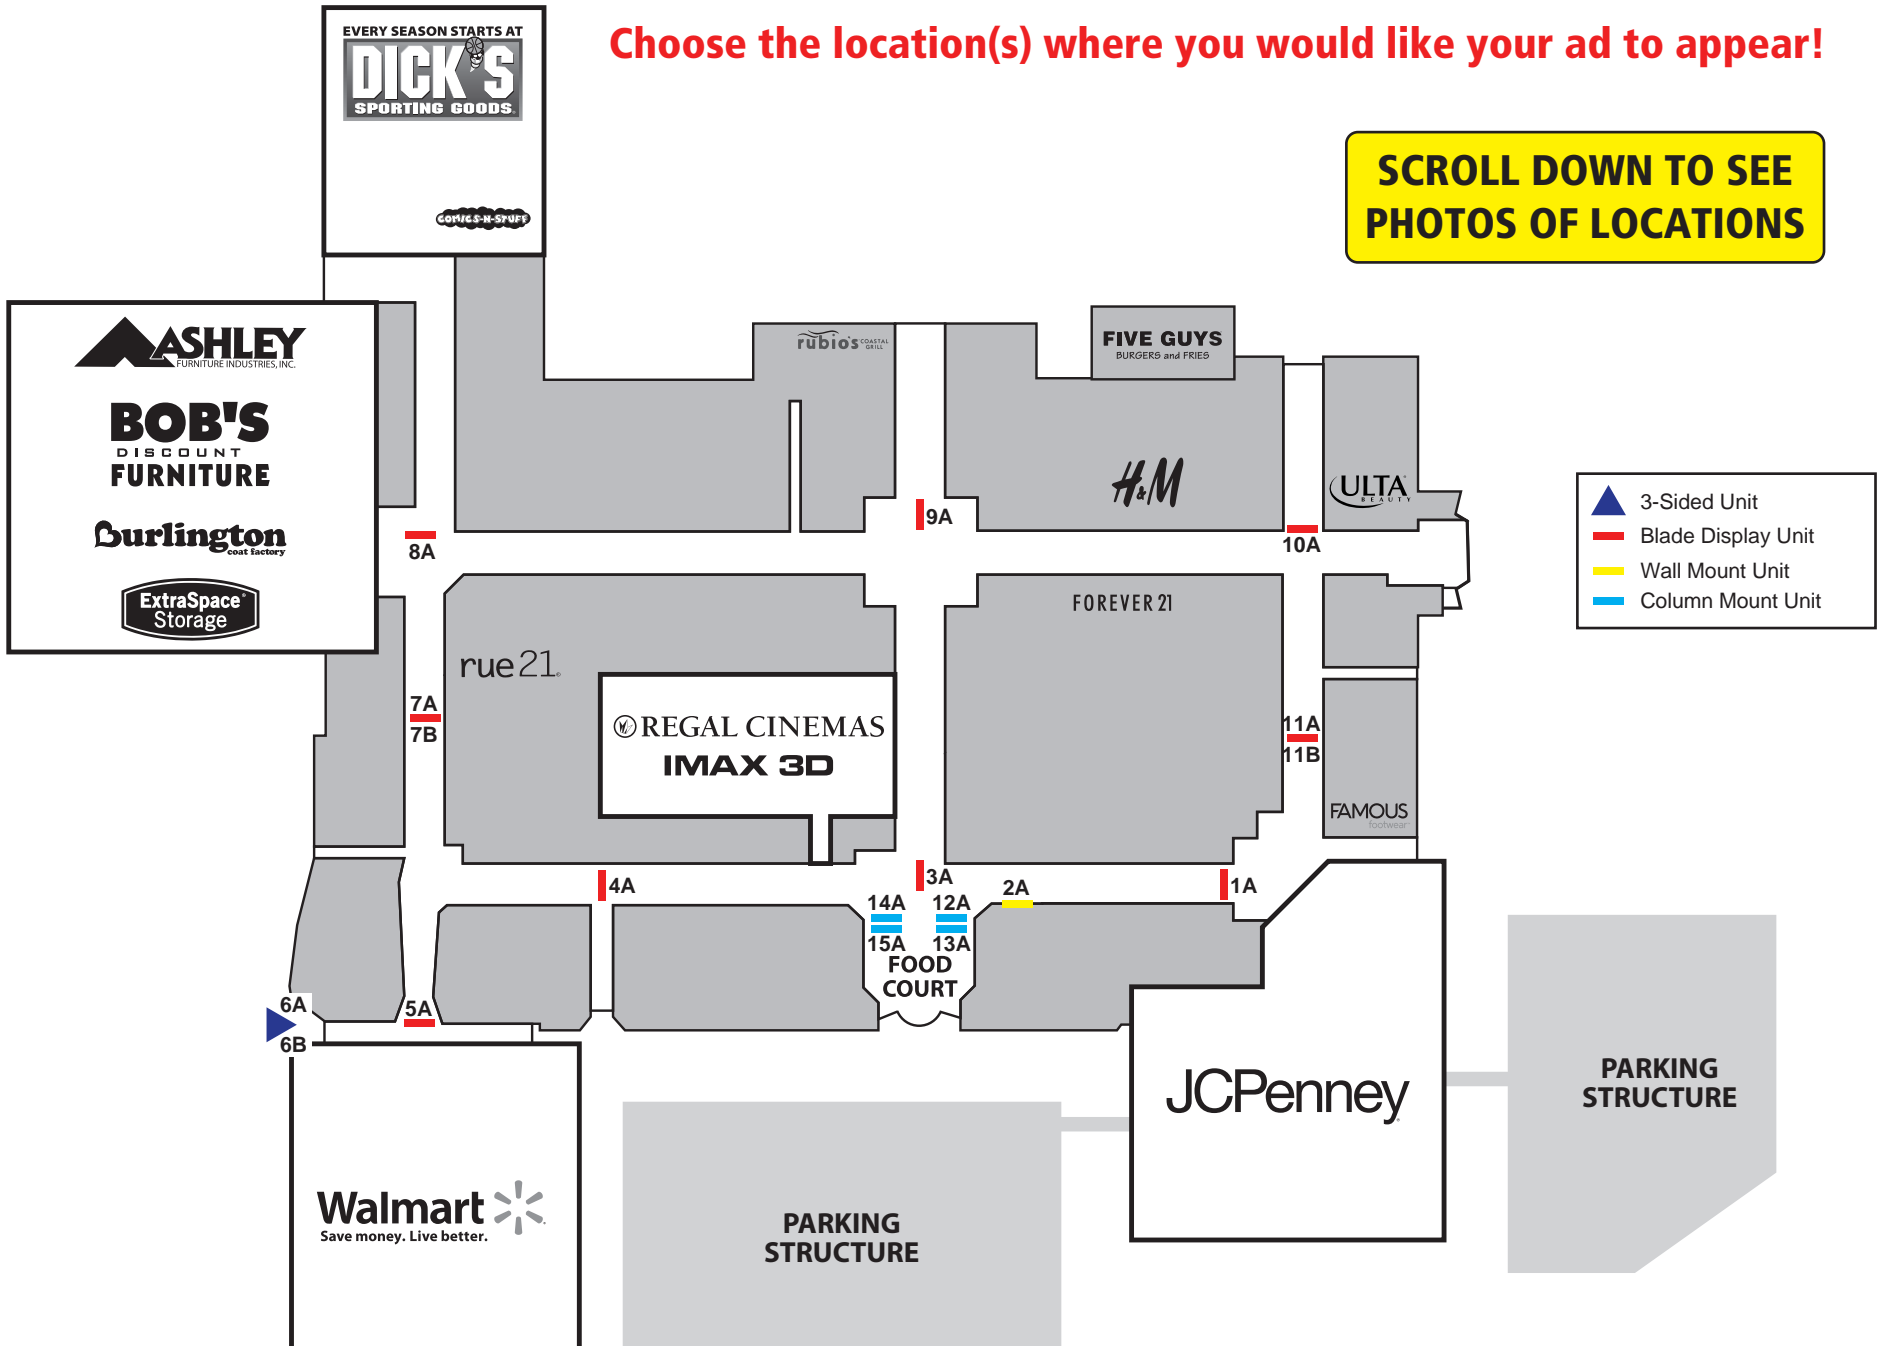 Choose the location(s) where you would like your ad to appear!
EVERY SEASON STARTS AT
DICK'S
SPORTING GOODS
COMICS-N-STUFF
SCROLL DOWN TO SEE
PHOTOS OF LOCATIONS
ASHLEY
FURNITURE INDUSTRIES, INC.
BOB'S
DISCOUNT
FURNITURE
Burlington
coat factory
ExtraSpace
Storage
rubio's COASTAL
GRILL
FIVE GUYS
BURGERS and FRIES
H&M
ULTA
BEAUTY
3-Sided Unit
Blade Display Unit
Wall Mount Unit
Column Mount Unit
8A
9A
10A
FOREVER 21
rue21
7A
7B
REGAL CINEMAS
IMAX 3D
11A
11B
FAMOUS
footwear
4A
3A
2A
1A
14A
12A
15A
13A
FOOD
COURT
6A
6B
5A
JCPenney
PARKING
STRUCTURE
Walmart
Save money. Live better.
PARKING
STRUCTURE